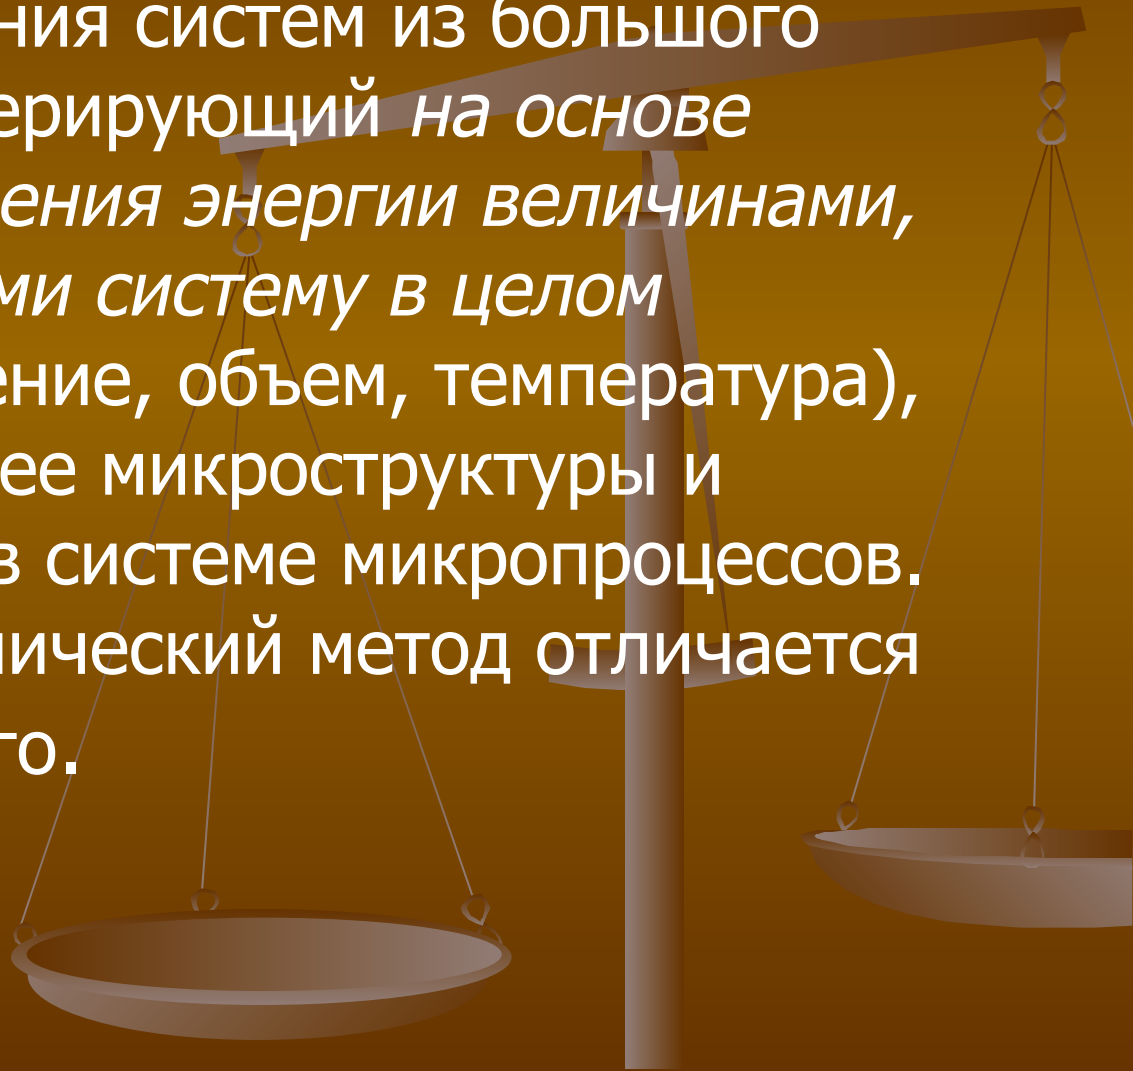 ния систем из большого
ерирующий на основе
ения энергии величинами,
ми систему в целом
ение, объем, температура),
ее микроструктуры и
в системе микропроцессов.
ический метод отличается
го.